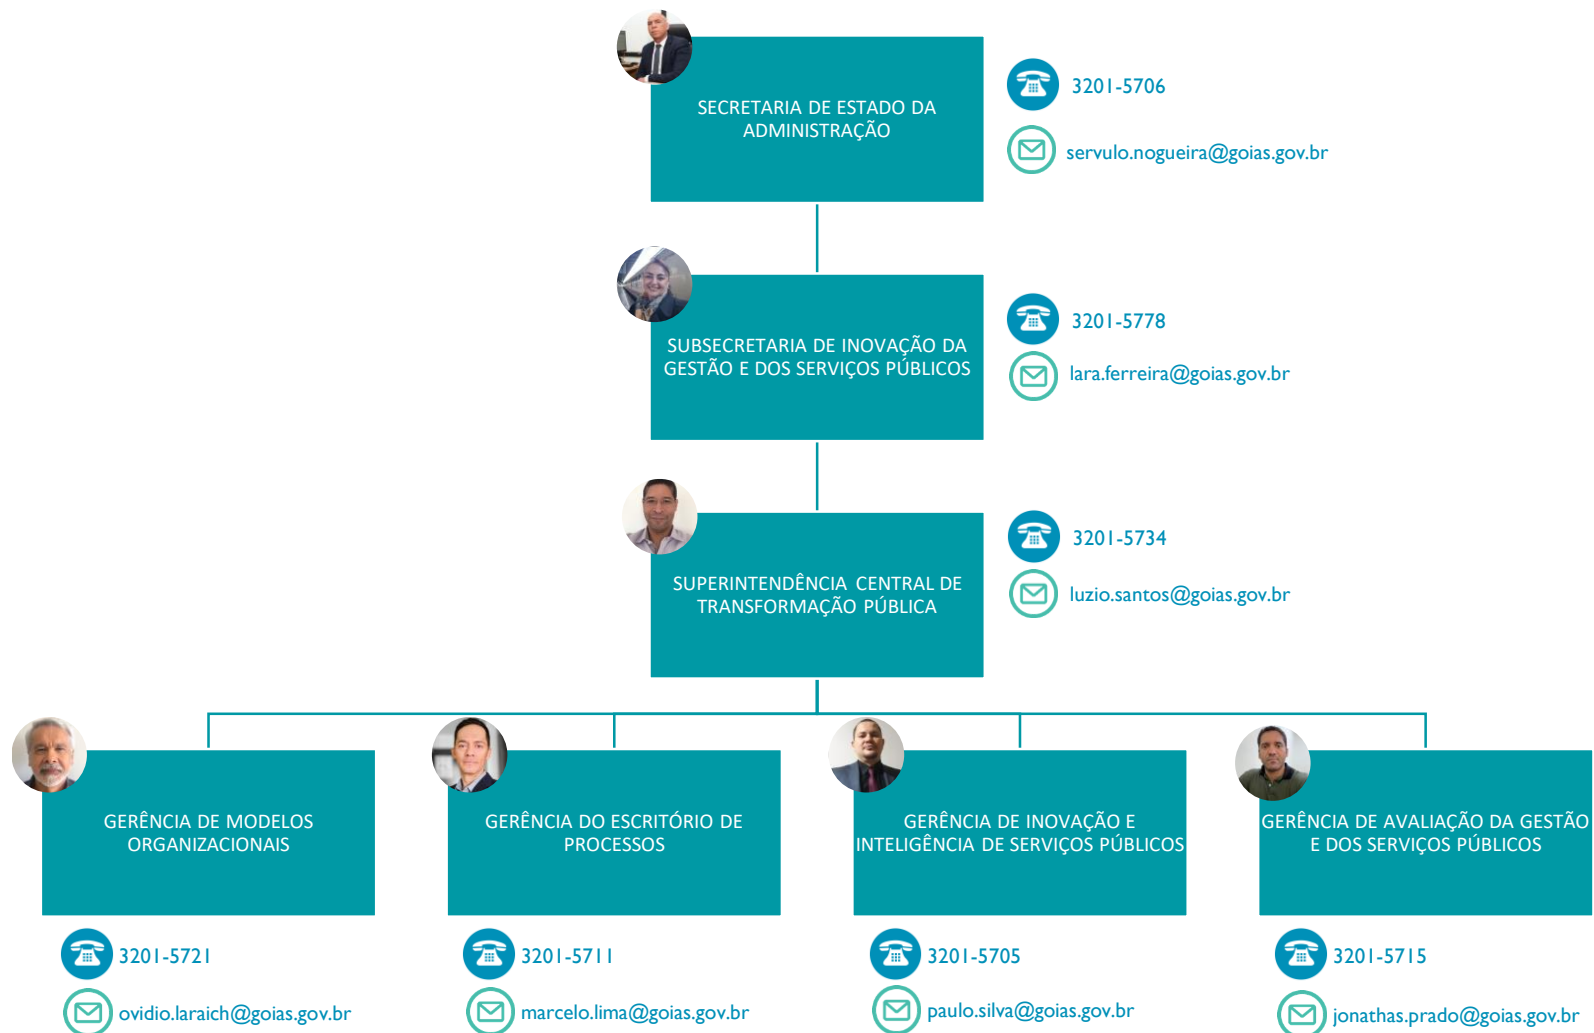 SECRETARIA DE ESTADO DA
ADMINISTRAÇÃO
3201-5706
servulo.nogueira@goias.gov.br
SUBSECRETARIA DE INOVAÇÃO DA
GESTÃO E DOS SERVIÇOS PÚBLICOS
3201-5778
lara.ferreira@goias.gov.br
SUPERINTENDÊNCIA CENTRAL DE
TRANSFORMAÇÃO PÚBLICA
3201-5734
luzio.santos@goias.gov.br
GERÊNCIA DE MODELOS
ORGANIZACIONAIS
3201-5721
ovidio.laraich@goias.gov.br
GERÊNCIA DO ESCRITÓRIO DE
PROCESSOS
3201-5711
marcelo.lima@goias.gov.br
GERÊNCIA DE INOVAÇÃO E
INTELIGÊNCIA DE SERVIÇOS PÚBLICOS
3201-5705
paulo.silva@goias.gov.br
GERÊNCIA DE AVALIAÇÃO DA GESTÃO
E DOS SERVIÇOS PÚBLICOS
3201-5715
jonathas.prado@goias.gov.br